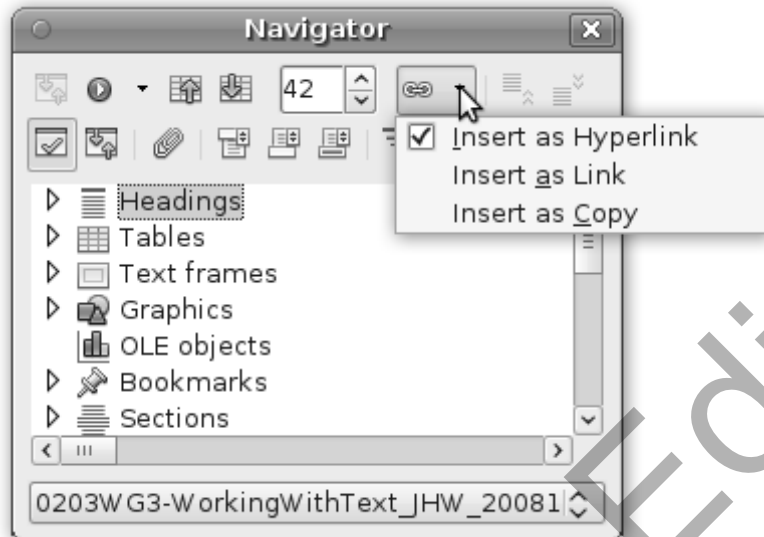 Navigator
42
Insert as Hyperlink
Insert as Link
Insert as Copy
Headings
Tables
Text frames
Graphics
OLE objects
Bookmarks
Sections
0203WG3-WorkingWithText_JHW_20081
Edi